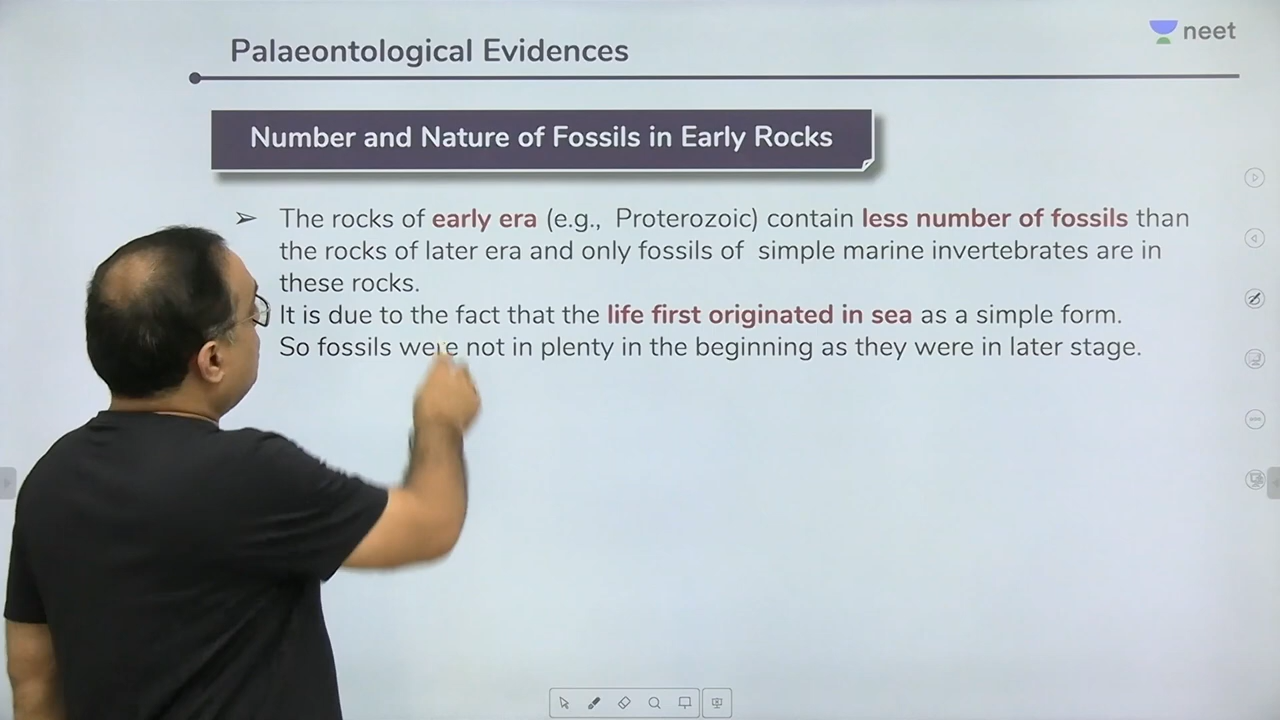 Palaeontological Evidences
neet
Number and Nature of Fossils in Early Rocks
➢ The rocks of early era (e.g., Proterozoic) contain less number of fossils than
the rocks of later era and only fossils of simple marine invertebrates are in
these rocks.
It is due to the fact that the life first originated in sea as a simple form.
So fossils were not in plenty in the beginning as they were in later stage.